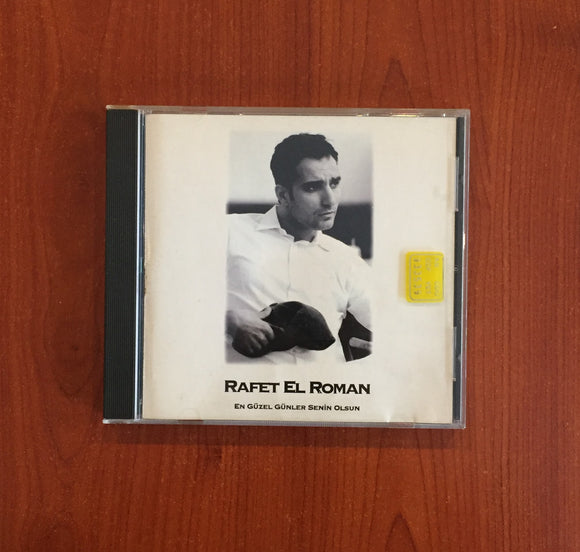 RAFET EL ROMAN
EN GÜZEL GÜNLER SENİN OLSUN